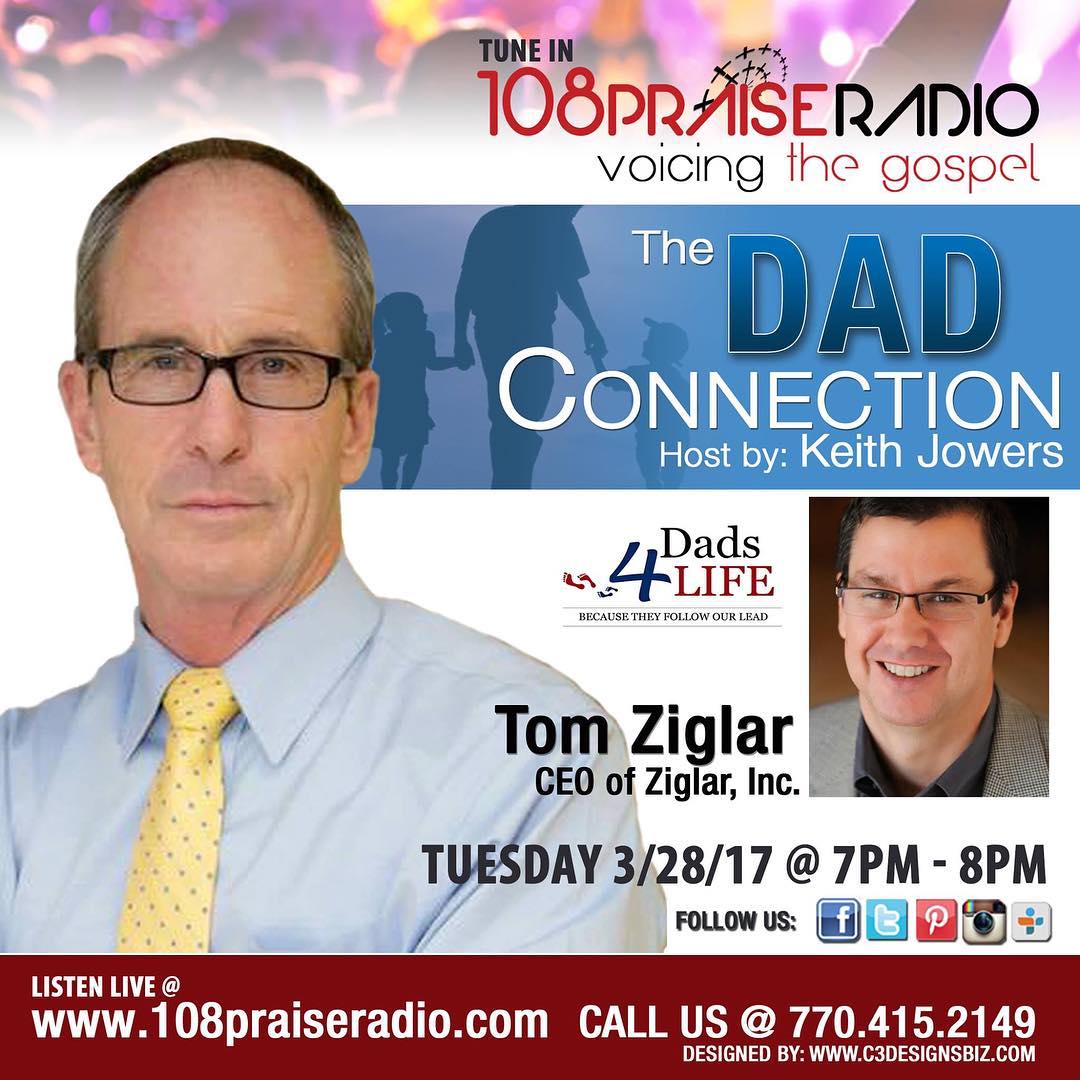 TUNE IN
108PRAISERADIO
voicing the gospel
The DAD
CONNECTION
Host by: Keith Jowers
Dads
4LIFE
BECAUSE THEY FOLLOW OUR LEAD
Tom Ziglar
CEO of Ziglar, Inc.
TUESDAY 3/28/17 @ 7PM - 8PM
FOLLOW US:
LISTEN LIVE @
www.108praiseradio.com CALL US @ 770.415.2149
DESIGNED BY: WWW.C3DESIGNSBIZ.COM